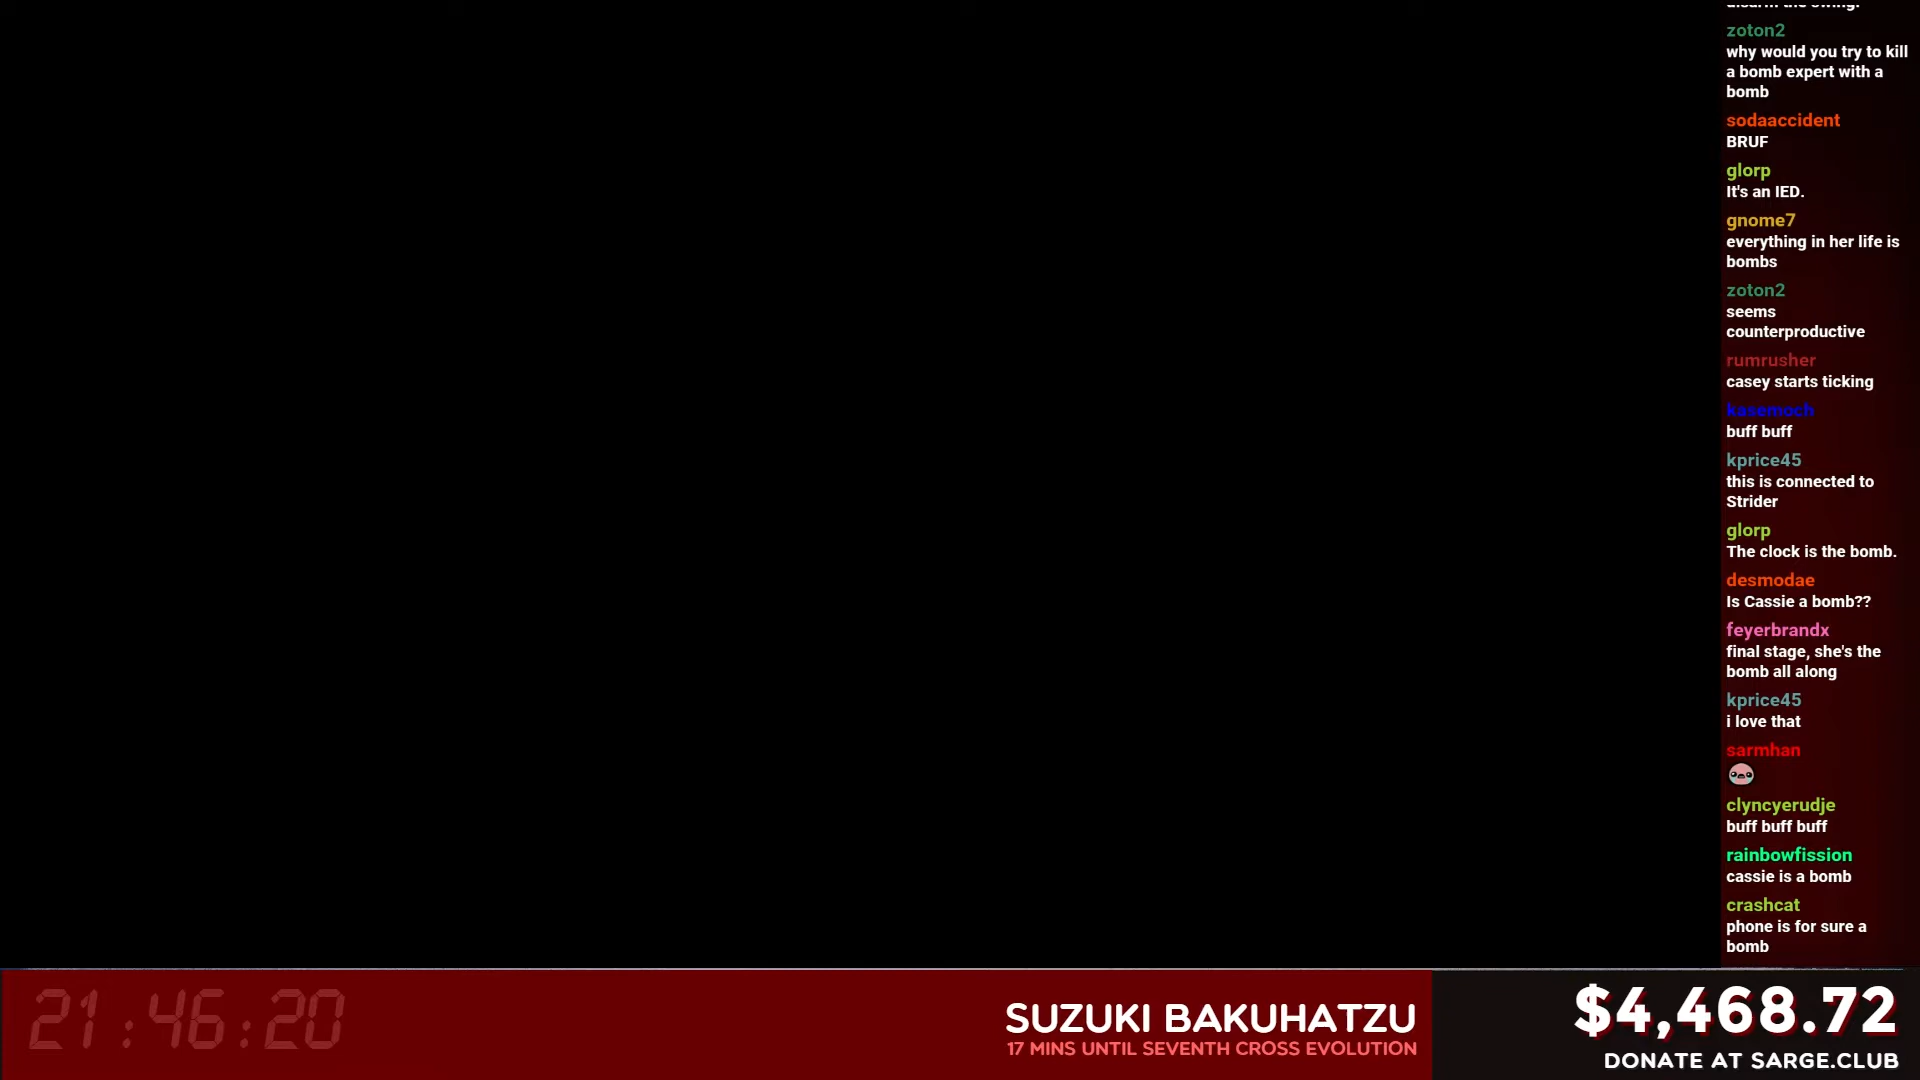 disarm the swing.
zoton2
why would you try to kill
a bomb expert with a
bomb
sodaaccident
BRUF
glorp
It's an IED.
gnome7
everything in her life is
bombs
zoton2
seems
counterproductive
rumrusher
casey starts ticking
kasemoch
buff buff
kprice45
this is connected to
Strider
glorp
The clock is the bomb.
desmodae
Is Cassie a bomb??
feyerbrandx
final stage, she's the
bomb all along
kprice45
i love that
sarmhan
clyncyerudje
buff buff buff
rainbowfission
cassie is a bomb
crashcat
phone is for sure a
bomb
21:46:20
SUZUKI BAKUHATZU
17 MINS UNTIL SEVENTH CROSS EVOLUTION
$4,468.72
DONATE AT SARGE.CLUB